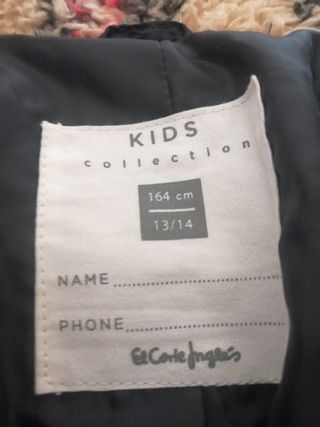 KIDS
collection
164 cm
13/14
NAME..............................
PHONE..........................
El Corte Inglés